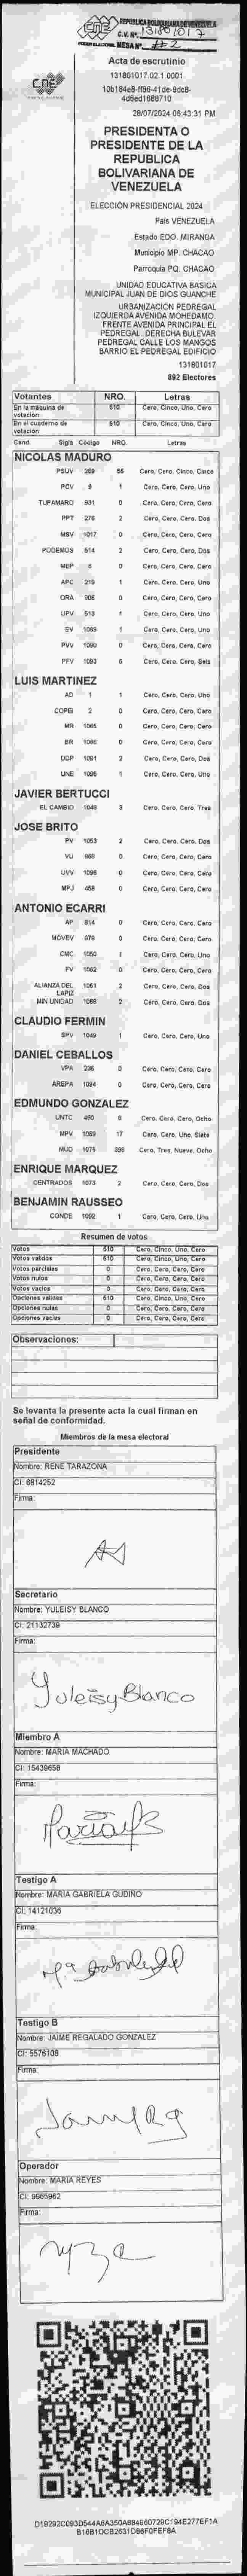 CNE
PODER ELECTORAL
REPUBLICA BOLIVARIANA DE VENEZUELA
C.V. Nº. 131801017
MESA Nº # 2
Acta de escrutinio
131801017.02.1.0001
28/07/2024 06:43:31 PM
CNE
PRESIDENTA O
PRESIDENTE DE LA
REPUBLICA
BOLIVARIANA DE
VENEZUELA
ELECCIÓN PRESIDENCIAL 2024
País VENEZUELA
Estado EDO. MIRANDA
Municipio MP. CHACAO
Parroquia PQ. CHACAO
UNIDAD EDUCATIVA BASICA
MUNICIPAL JUAN DE DIOS GUANCHE
URBANIZACIÓN PEDREGAL
IZQUIERDA AVENIDA MOHEDAMO.
FRENTE AVENIDA PRINCIPAL EL
PEDREGAL. DERECHA BULEVAR
PEDREGAL CALLE LOS MANGOS
BARRIO EL PEDREGAL EDIFICIO
131801017
892 Electores
Votantes NRO. Letras
En la máquina de votación 510 Cero, Cinco, Uno, Cero
En el cuaderno de votación 510 Cero, Cinco, Uno, Cero
Cand. Sigla Código NRO. Letras
NICOLAS MADURO
PSUV 269 55 Cero, Cero, Cinco, Cinco
PCV 9 1 Cero, Cero, Cero, Uno
TUPAMARO 931 0 Cero, Cero, Cero, Cero
PPT 276 2 Cero, Cero, Cero, Dos
MSV 1017 0 Cero, Cero, Cero, Cero
PODEMOS 514 2 Cero, Cero, Cero, Dos
MEP 6 0 Cero, Cero, Cero, Cero
APC 219 1 Cero, Cero, Cero, Uno
ORA 906 0 Cero, Cero, Cero, Cero
UPV 513 1 Cero, Cero, Cero, Uno
EV 1069 1 Cero, Cero, Cero, Uno
PVV 1090 0 Cero, Cero, Cero, Cero
PFV 1093 6 Cero, Cero, Cero, Seis
LUIS MARTINEZ
AD 1 1 Cero, Cero, Cero, Uno
COPEI 2 0 Cero, Cero, Cero, Cero
MR 1065 0 Cero, Cero, Cero, Cero
BR 1066 0 Cero, Cero, Cero, Cero
DDP 1091 2 Cero, Cero, Cero, Dos
UNE 1095 1 Cero, Cero, Cero, Uno
JAVIER BERTUCCI
EL CAMBIO 1048 3 Cero, Cero, Cero, Tres
JOSE BRITO
PV 1053 2 Cero, Cero, Cero, Dos
VU 868 0 Cero, Cero, Cero, Cero
UVV 1096 0 Cero, Cero, Cero, Cero
MPJ 458 0 Cero, Cero, Cero, Cero
ANTONIO ECARRI
AP 814 0 Cero, Cero, Cero, Cero
MOVEV 878 0 Cero, Cero, Cero, Cero
CMC 1050 1 Cero, Cero, Cero, Uno
FV 1062 0 Cero, Cero, Cero, Cero
ALIANZA DEL LAPIZ 1061 2 Cero, Cero, Cero, Dos
MIN UNIDAD 1068 2 Cero, Cero, Cero, Dos
CLAUDIO FERMIN
SPV 1049 1 Cero, Cero, Cero, Uno
DANIEL CEBALLOS
VPA 236 0 Cero, Cero, Cero, Cero
AREPA 1094 0 Cero, Cero, Cero, Cero
EDMUNDO GONZALEZ
UNTC 460 8 Cero, Cero, Cero, Ocho
MPV 1089 17 Cero, Cero, Uno, Siete
MUD 1075 398 Cero, Tres, Nueve, Ocho
ENRIQUE MARQUEZ
CENTRADOS 1073 2 Cero, Cero, Cero, Dos
BENJAMIN RAUSSEO
CONDE 1092 1 Cero, Cero, Cero, Uno
Resumen de votos
Votos 510 Cero, Cinco, Uno, Cero
Votos válidos 510 Cero, Cinco, Uno, Cero
Votos parciales 0 Cero, Cero, Cero, Cero
Votos nulos 0 Cero, Cero, Cero, Cero
Votos vacíos 0 Cero, Cero, Cero, Cero
Opciones válidas 510 Cero, Cinco, Uno, Cero
Opciones nulas 0 Cero, Cero, Cero, Cero
Opciones vacías 0 Cero, Cero, Cero, Cero
Observaciones:
Se levanta la presente acta la cual firman en
señal de conformidad.
Miembros de la mesa electoral
Presidente
Nombre: RENE TARAZONA
CI: 6814252
Firma:
Secretario
Nombre: YULEISY BLANCO
CI: 21132739
Firma:
Yuleisy Blanco
Miembro A
Nombre: MARIA MACHADO
CI: 15439658
Firma:
Testigo A
Nombre: MARIA GABRIELA GUDIÑO
CI: 14121036
Firma:
Testigo B
Nombre: JAIME REGALADO GONZALEZ
CI: 5576108
Firma:
Operador
Nombre: MARIA REYES
CI: 9965962
Firma: